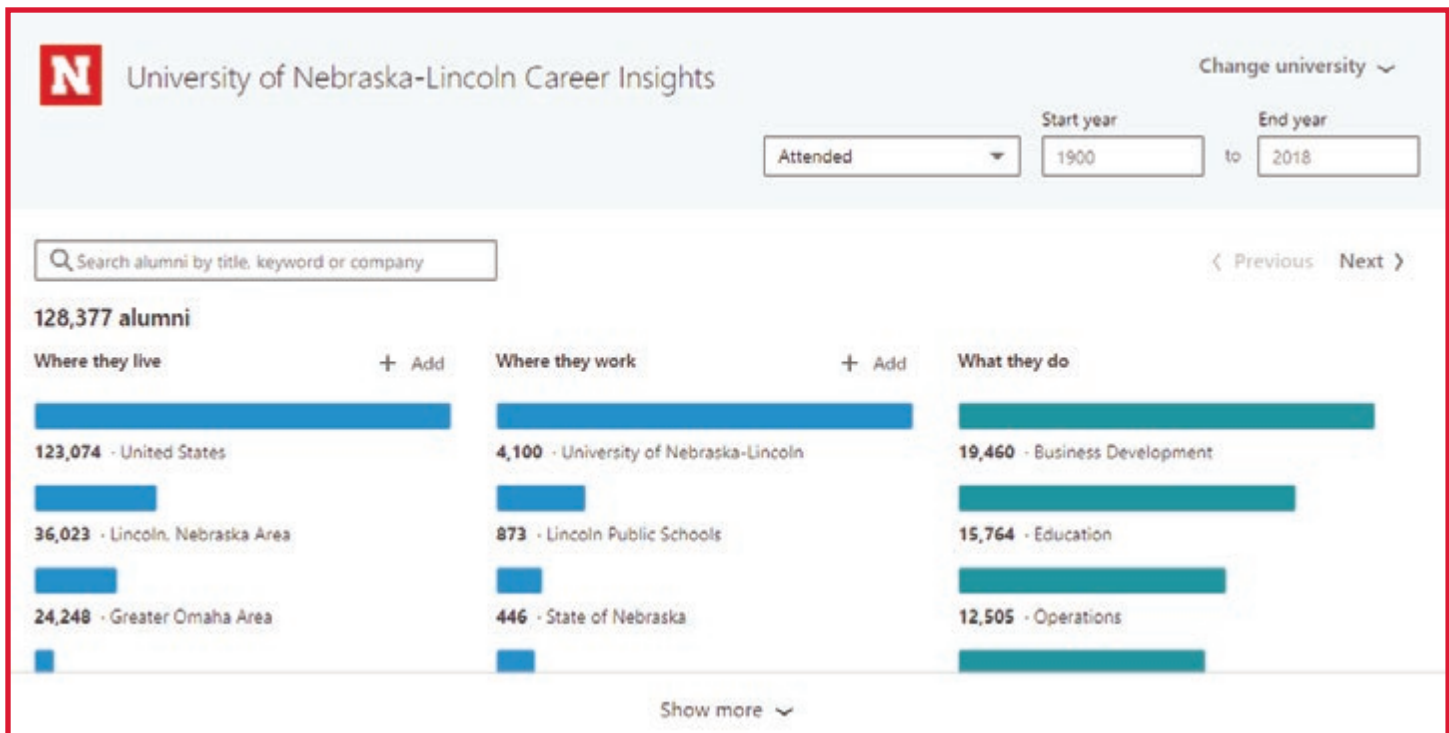 N
University of Nebraska-Lincoln Career Insights
Change university
Start year
End year
Attended
1900
to
2018
Search alumni by title, keyword or company
Previous
Next
128,377 alumni
Where they live
+ Add
123,074 · United States
36,023 · Lincoln, Nebraska Area
24,248 · Greater Omaha Area
Where they work
+ Add
4,100 · University of Nebraska-Lincoln
873 · Lincoln Public Schools
446 · State of Nebraska
What they do
19,460 · Business Development
15,764 · Education
12,505 · Operations
Show more